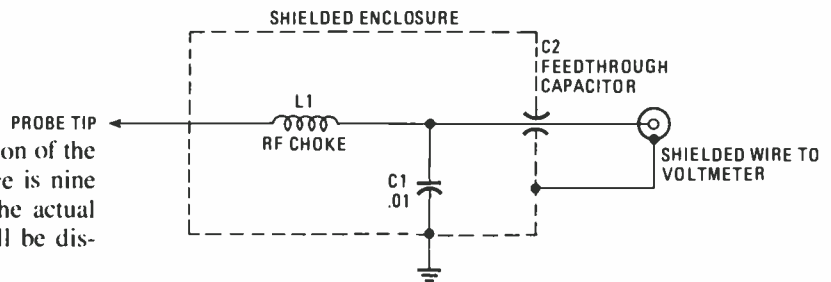 SHIELDED ENCLOSURE
C2
FEEDTHROUGH
CAPACITOR
L1
RF CHOKE
PROBE TIP
on of the
e is nine
he actual
ll be dis-
C1
.01
SHIELDED WIRE TO
VOLTMETER